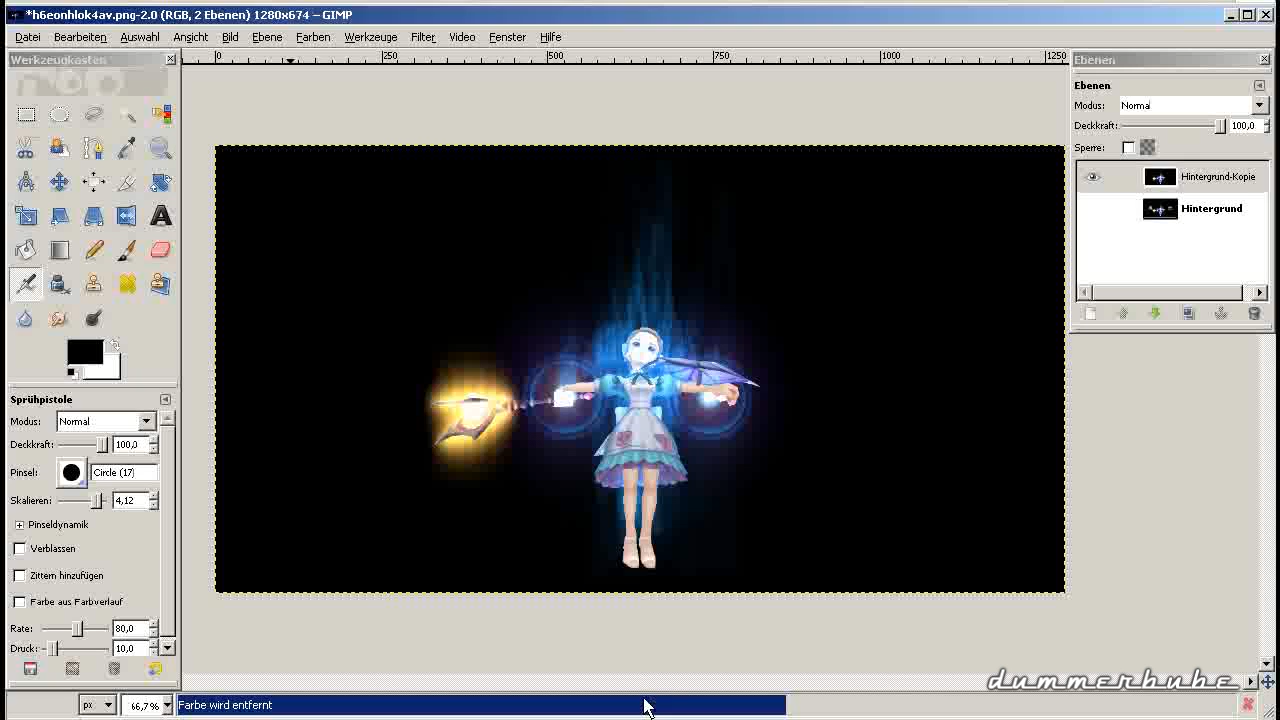 *h6eonhlok4av.png-2.0 (RGB, 2 Ebenen) 1280x674 – GIMP
Datei Bearbeiten Auswahl Ansicht Bild Ebene Farben Werkzeuge Filter Video Fenster Hilfe
Werkzeugkasten
0 250 500 750 1000 1250
Ebenen
Ebenen
Modus: Normal
Deckkraft: 100,0
Sperre:
Hintergrund-Kopie
Hintergrund
Sprühpistole
Modus: Normal
Deckkraft: 100,0
Pinsel: Circle (17)
Skalieren: 4,12
Pinseldynamik
Verblassen
Zittern hinzufügen
Farbe aus Farbverlauf
Rate: 80,0
Druck: 10,0
dummerbube
px 66,7% Farbe wird entfernt